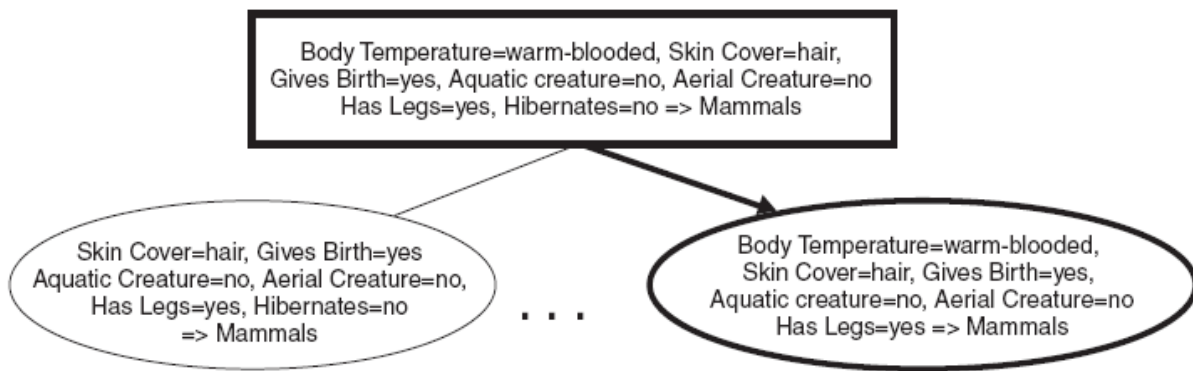 Body Temperature=warm-blooded, Skin Cover=hair,
Gives Birth=yes, Aquatic creature=no, Aerial Creature=no
Has Legs=yes, Hibernates=no => Mammals
Skin Cover=hair, Gives Birth=yes
Aquatic Creature=no, Aerial Creature=no,
Has Legs=yes, Hibernates=no
=> Mammals
. . .
Body Temperature=warm-blooded,
Skin Cover=hair, Gives Birth=yes,
Aquatic creature=no, Aerial Creature=no
Has Legs=yes => Mammals